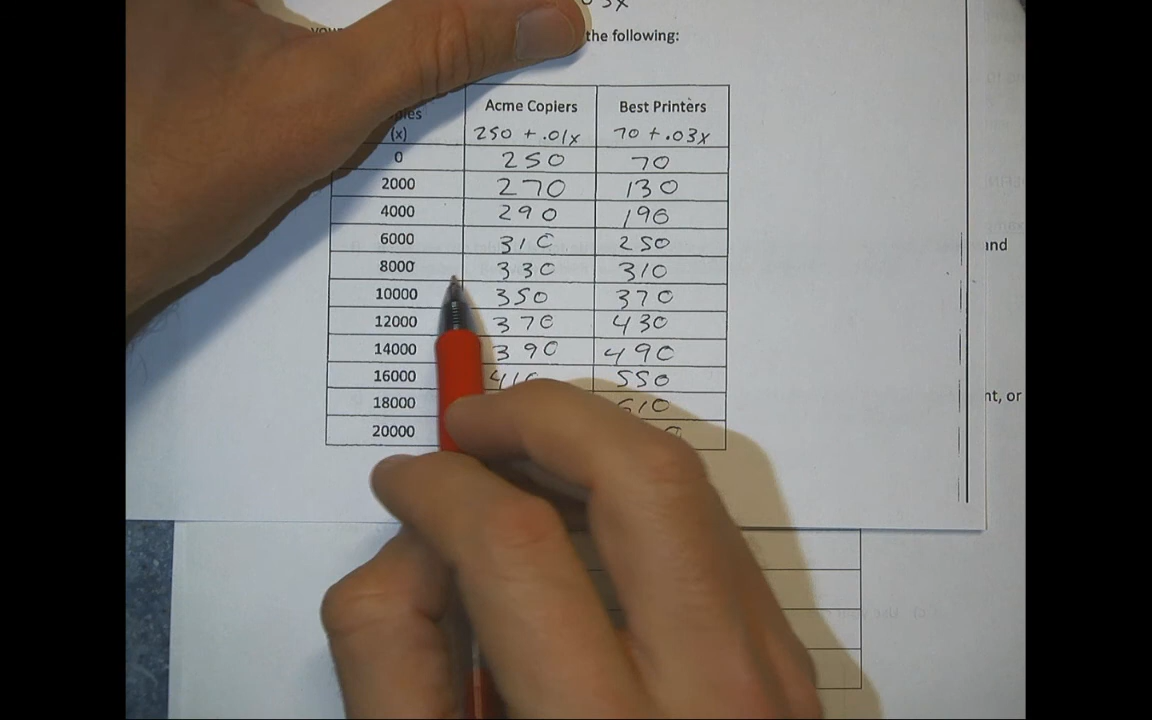 3x
the following:
Acme Copiers Best Printers
(x) 250 + .01x 70 + .03x
0 250 70
2000 270 130
4000 290 190
6000 310 250
8000 330 310
10000 350 370
12000 370 430
14000 390 490
16000 410 550
18000 610
20000
nt, or